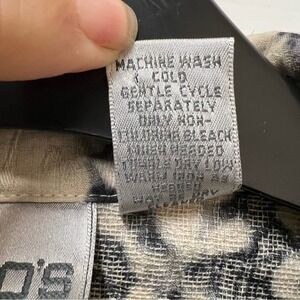 MACHINE WASH
COLD
GENTLE CYCLE
SEPARATELY
ONLY NON-
CHLORINE BLEACH
WHEN NEEDED
TUMBLE DRY LOW
WARM IRON AS
NEEDED
O'S